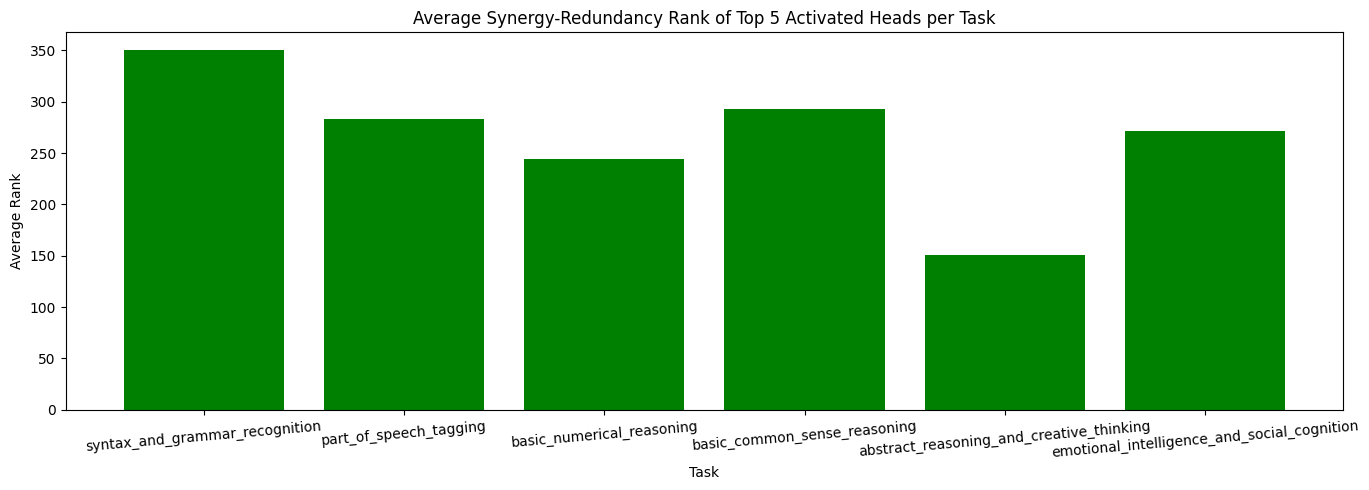 Average Synergy-Redundancy Rank of Top 5 Activated Heads per Task
350
300
250
200
150
100
50
0
Average Rank
syntax_and_grammar_recognition
part_of_speech_tagging
basic_numerical_reasoning
basic_common_sense_reasoning
abstract_reasoning_and_creative_thinking
emotional_intelligence_and_social_cognition
Task